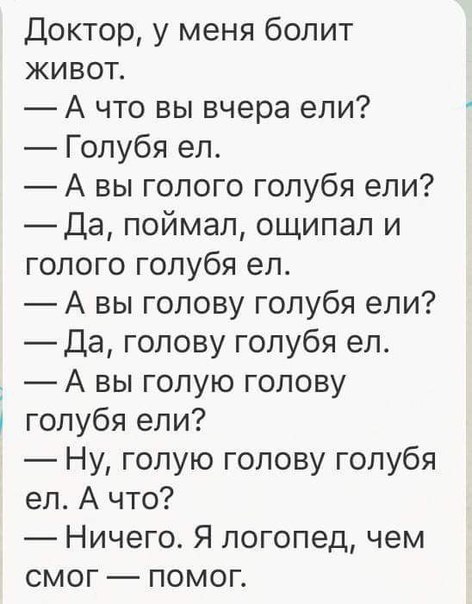 Доктор, у меня болит
живот.
— А что вы вчера ели?
— Голубя ел.
— А вы голого голубя ели?
— Да, поймал, ощипал и
голого голубя ел.
— А вы голову голубя ели?
— Да, голову голубя ел.
— А вы голую голову
голубя ели?
— Ну, голую голову голубя
ел. А что?
— Ничего. Я логопед, чем
смог — помог.